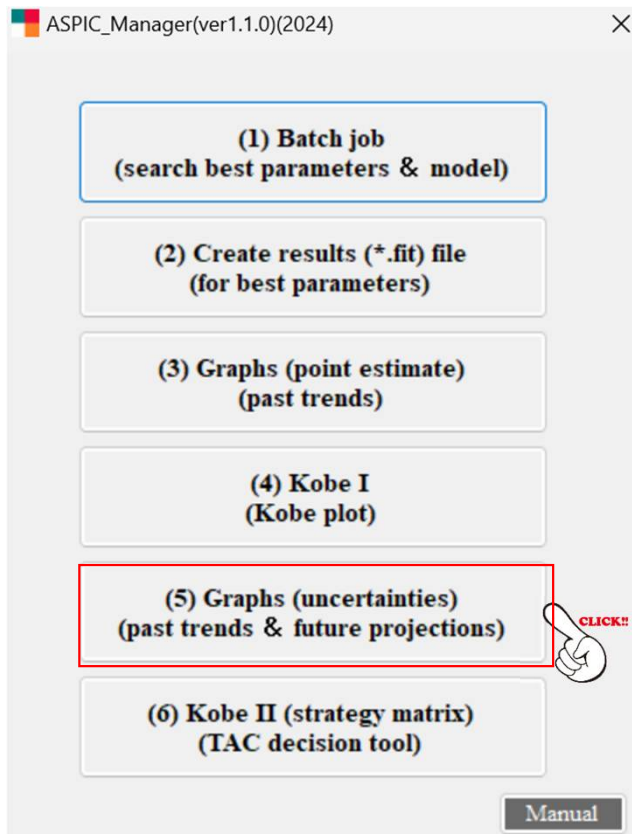 ASPIC_Manager(ver1.1.0)(2024)
(1) Batch job
(search best parameters & model)
(2) Create results (*.fit) file
(for best parameters)
(3) Graphs (point estimate)
(past trends)
(4) Kobe I
(Kobe plot)
(5) Graphs (uncertainties)
(past trends & future projections)
CLICK!!
(6) Kobe II (strategy matrix)
(TAC decision tool)
Manual